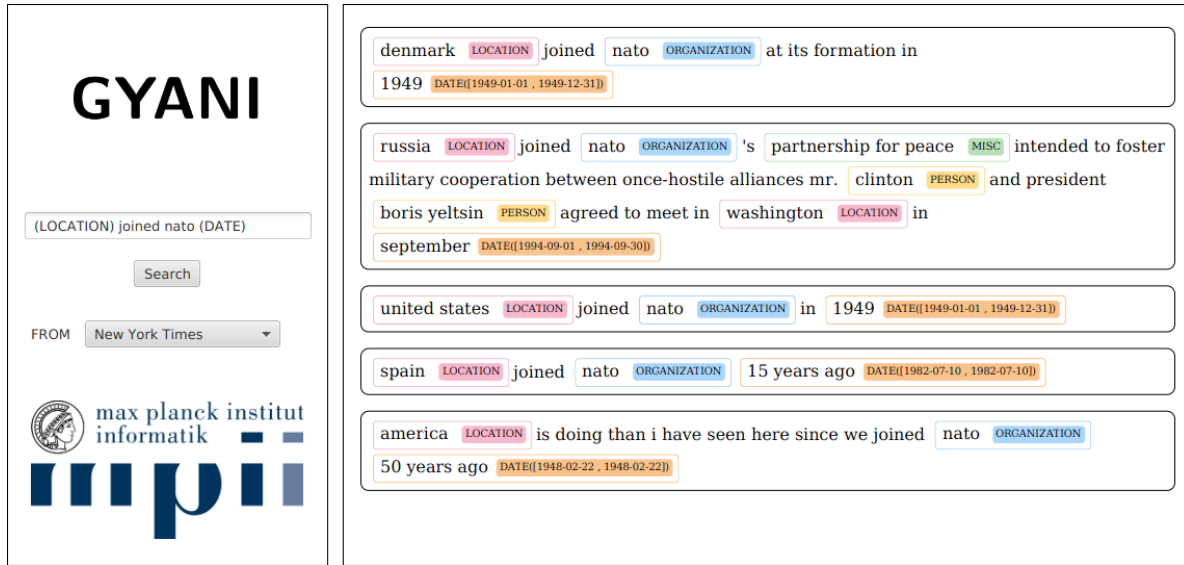 GYANI
(LOCATION) joined nato (DATE)
Search
FROM New York Times
max planck institut
informatik
mpii
denmark LOCATION joined nato ORGANIZATION at its formation in
1949 DATE([1949-01-01 , 1949-12-31])
russia LOCATION joined nato ORGANIZATION 's partnership for peace MISC intended to foster
military cooperation between once-hostile alliances mr. clinton PERSON and president
boris yeltsin PERSON agreed to meet in washington LOCATION in
september DATE([1994-09-01 , 1994-09-30])
united states LOCATION joined nato ORGANIZATION in 1949 DATE([1949-01-01 , 1949-12-31])
spain LOCATION joined nato ORGANIZATION 15 years ago DATE([1982-07-10 , 1982-07-10])
america LOCATION is doing than i have seen here since we joined nato ORGANIZATION
50 years ago DATE([1948-02-22 , 1948-02-22])